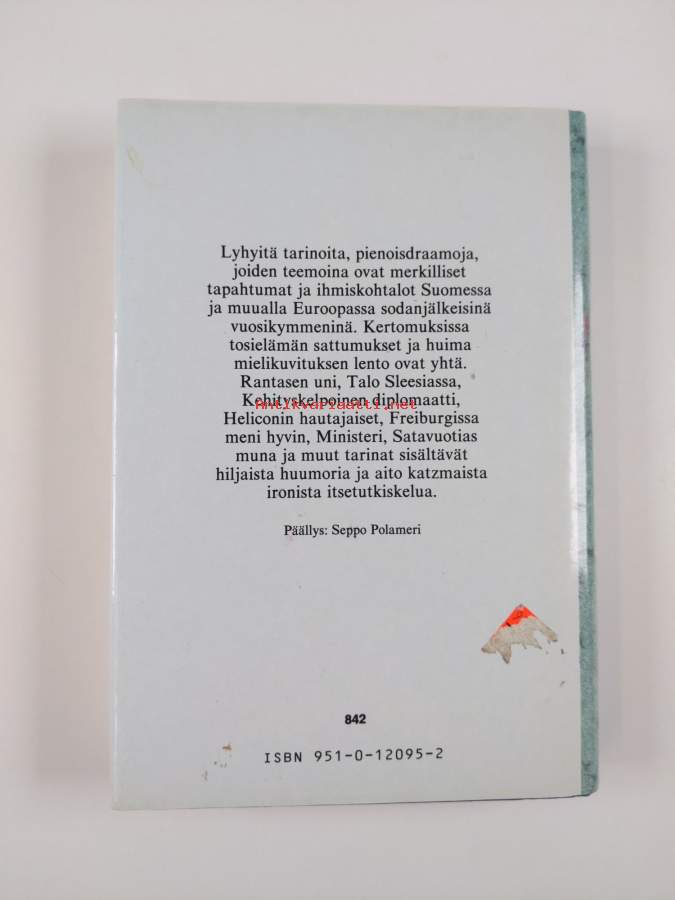 Lyhyitä tarinoita, pienoisdraamoja,
joiden teemoina ovat merkilliset
tapahtumat ja ihmiskohtalot Suomessa
ja muualla Euroopassa sodanjälkeisinä
vuosikymmeninä. Kertomuksissa
tosielämän sattumukset ja huima
mielikuvituksen lento ovat yhtä.
Rantasen uni, Talo Sleesiassa,
Kehityskelpoinen diplomaatti,
Antikvariaatti.net
Heliconin hautajaiset, Freiburgissa
meni hyvin, Ministeri, Satavuotias
muna ja muut tarinat sisältävät
hiljaista huumoria ja aito katzmaista
ironista itsetutkiskelua.
Päällys: Seppo Polameri
842
ISBN 951-0-12095-2